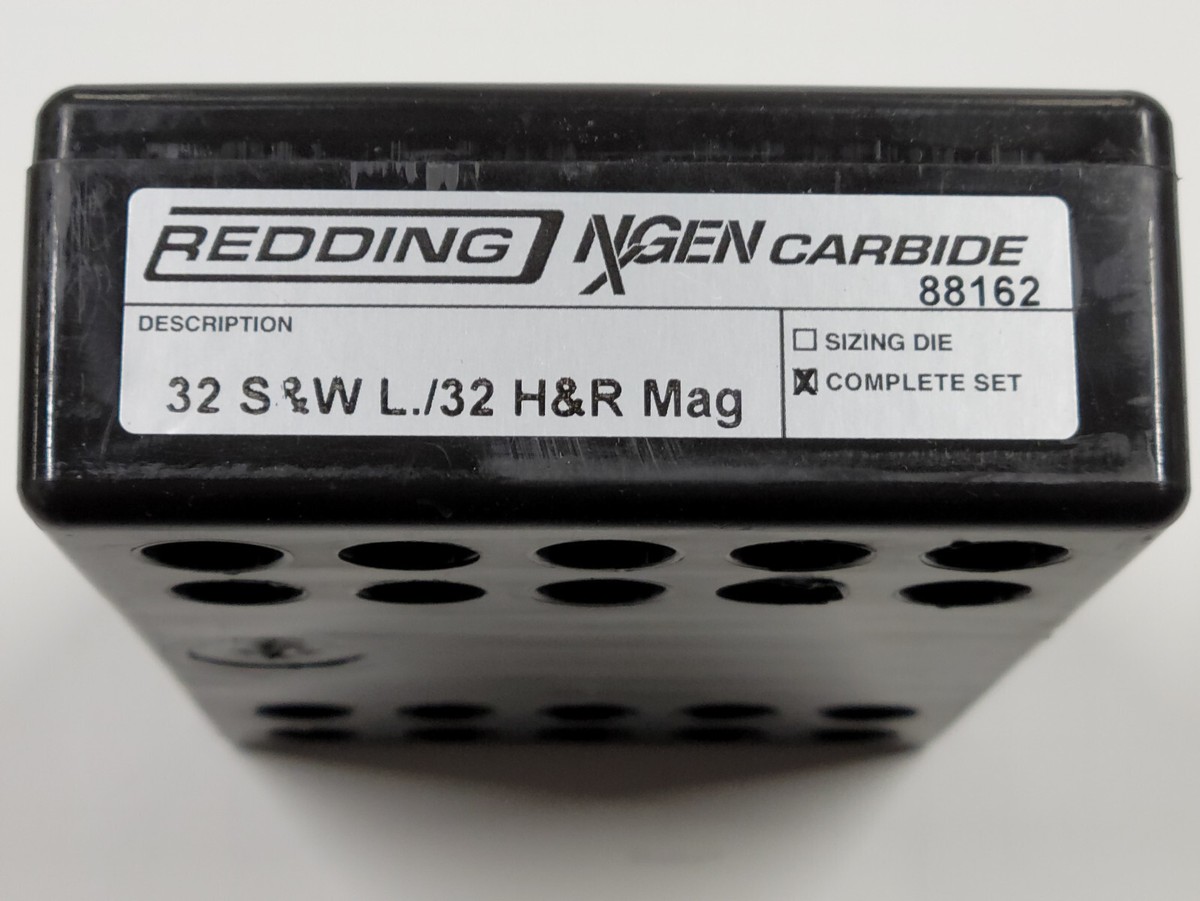 REDDING NXGEN CARBIDE
88162
DESCRIPTION
32 S&W L./32 H&R Mag
☐ SIZING DIE
☒ COMPLETE SET